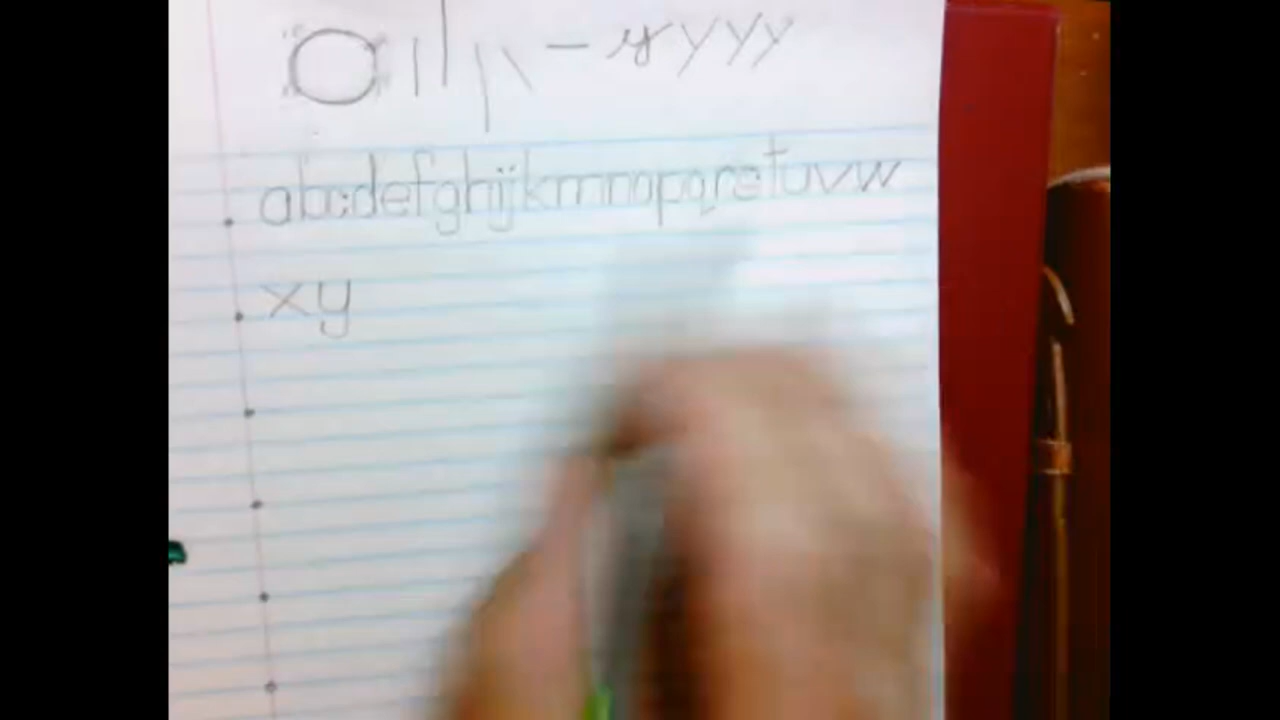 a l | \ — y y y y
abcdefghijkmnopqrstuvw
xy